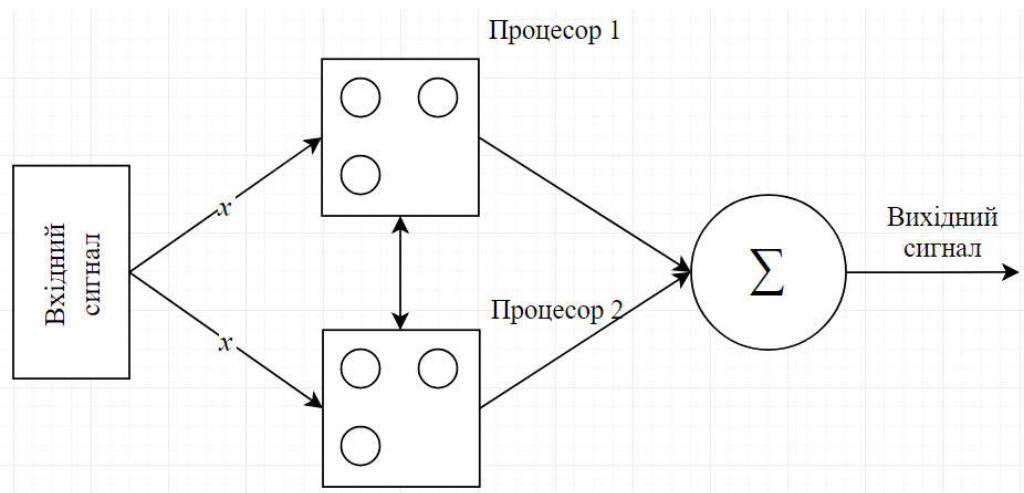 Процесор 1
Вхідний
сигнал
x
x
Процесор 2
∑
Вихідний
сигнал